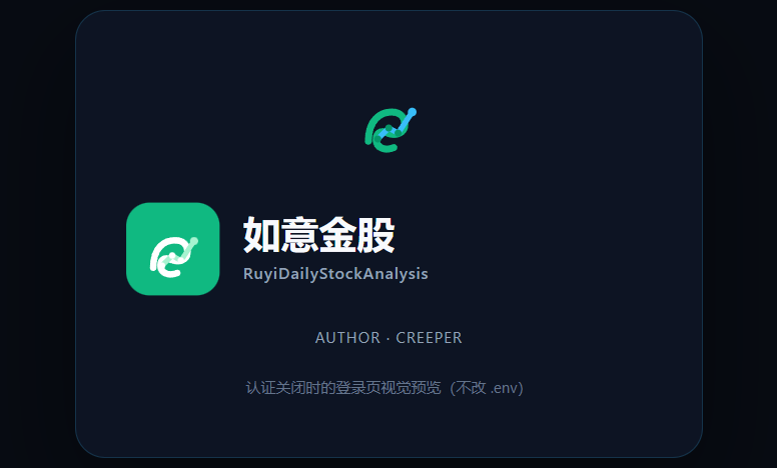 如意金股
RuyiDailyStockAnalysis
AUTHOR · CREEPER
认证关闭时的登录页视觉预览（不改 .env）